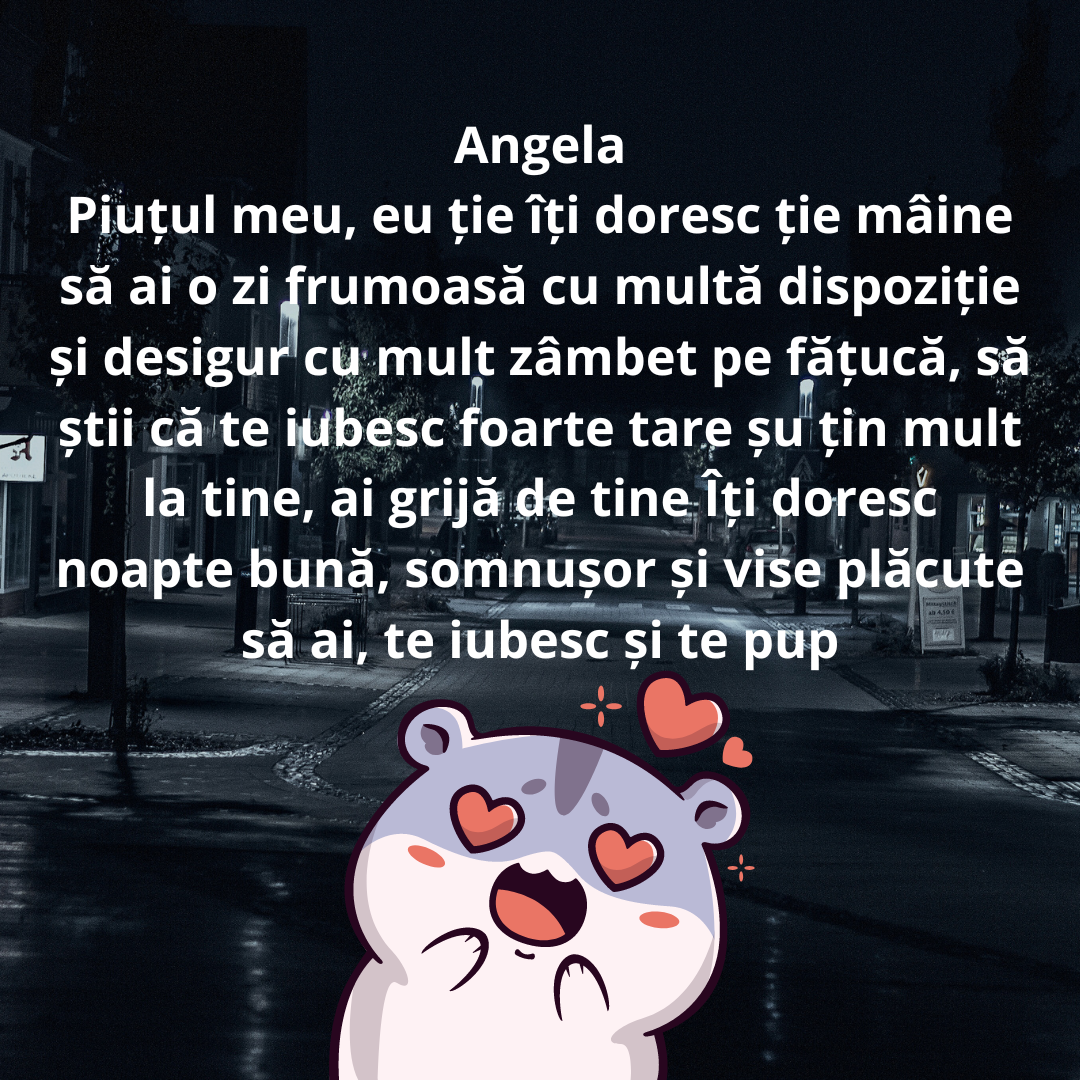 Angela
Piuțul meu, eu ție îți doresc ție mâine
să ai o zi frumoasă cu multă dispoziție
și desigur cu mult zâmbet pe fățucă, să
știi că te iubesc foarte tare șu țin mult
la tine, ai grijă de tine Îți doresc
noapte bună, somnușor și vise plăcute
să ai, te iubesc și te pup